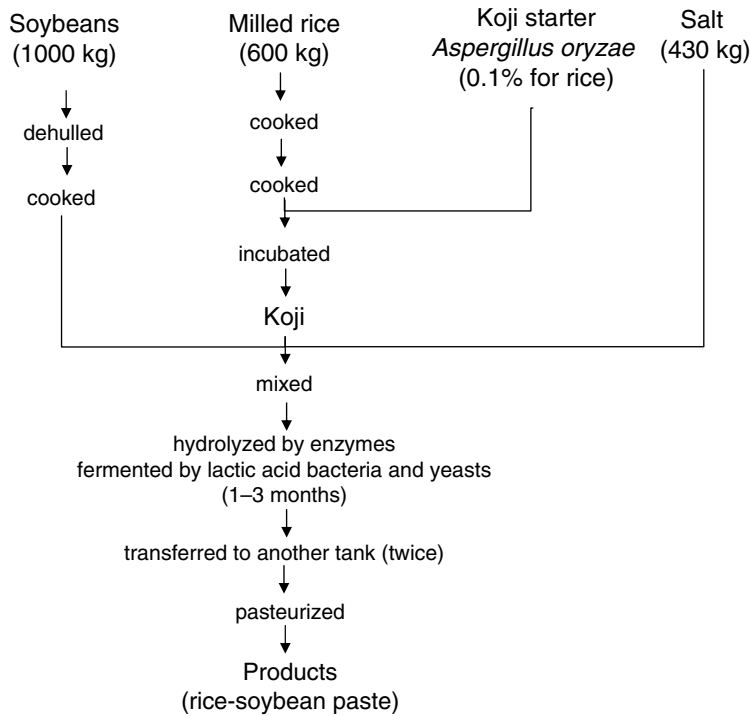 Soybeans
(1000 kg)
Milled rice
(600 kg)
Koji starter
Aspergillus oryzae
(0.1% for rice)
Salt
(430 kg)
dehulled
cooked
cooked
cooked
incubated
Koji
mixed
hydrolyzed by enzymes
fermented by lactic acid bacteria and yeasts
(1–3 months)
transferred to another tank (twice)
pasteurized
Products
(rice-soybean paste)